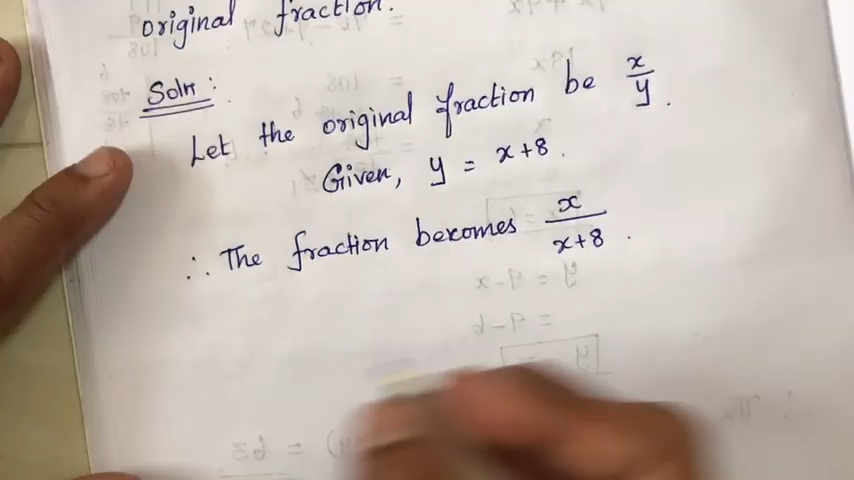 original fraction.
Soln:
Let the original fraction be x/y.
Given, y = x+8.
∴ The fraction becomes x/(x+8).